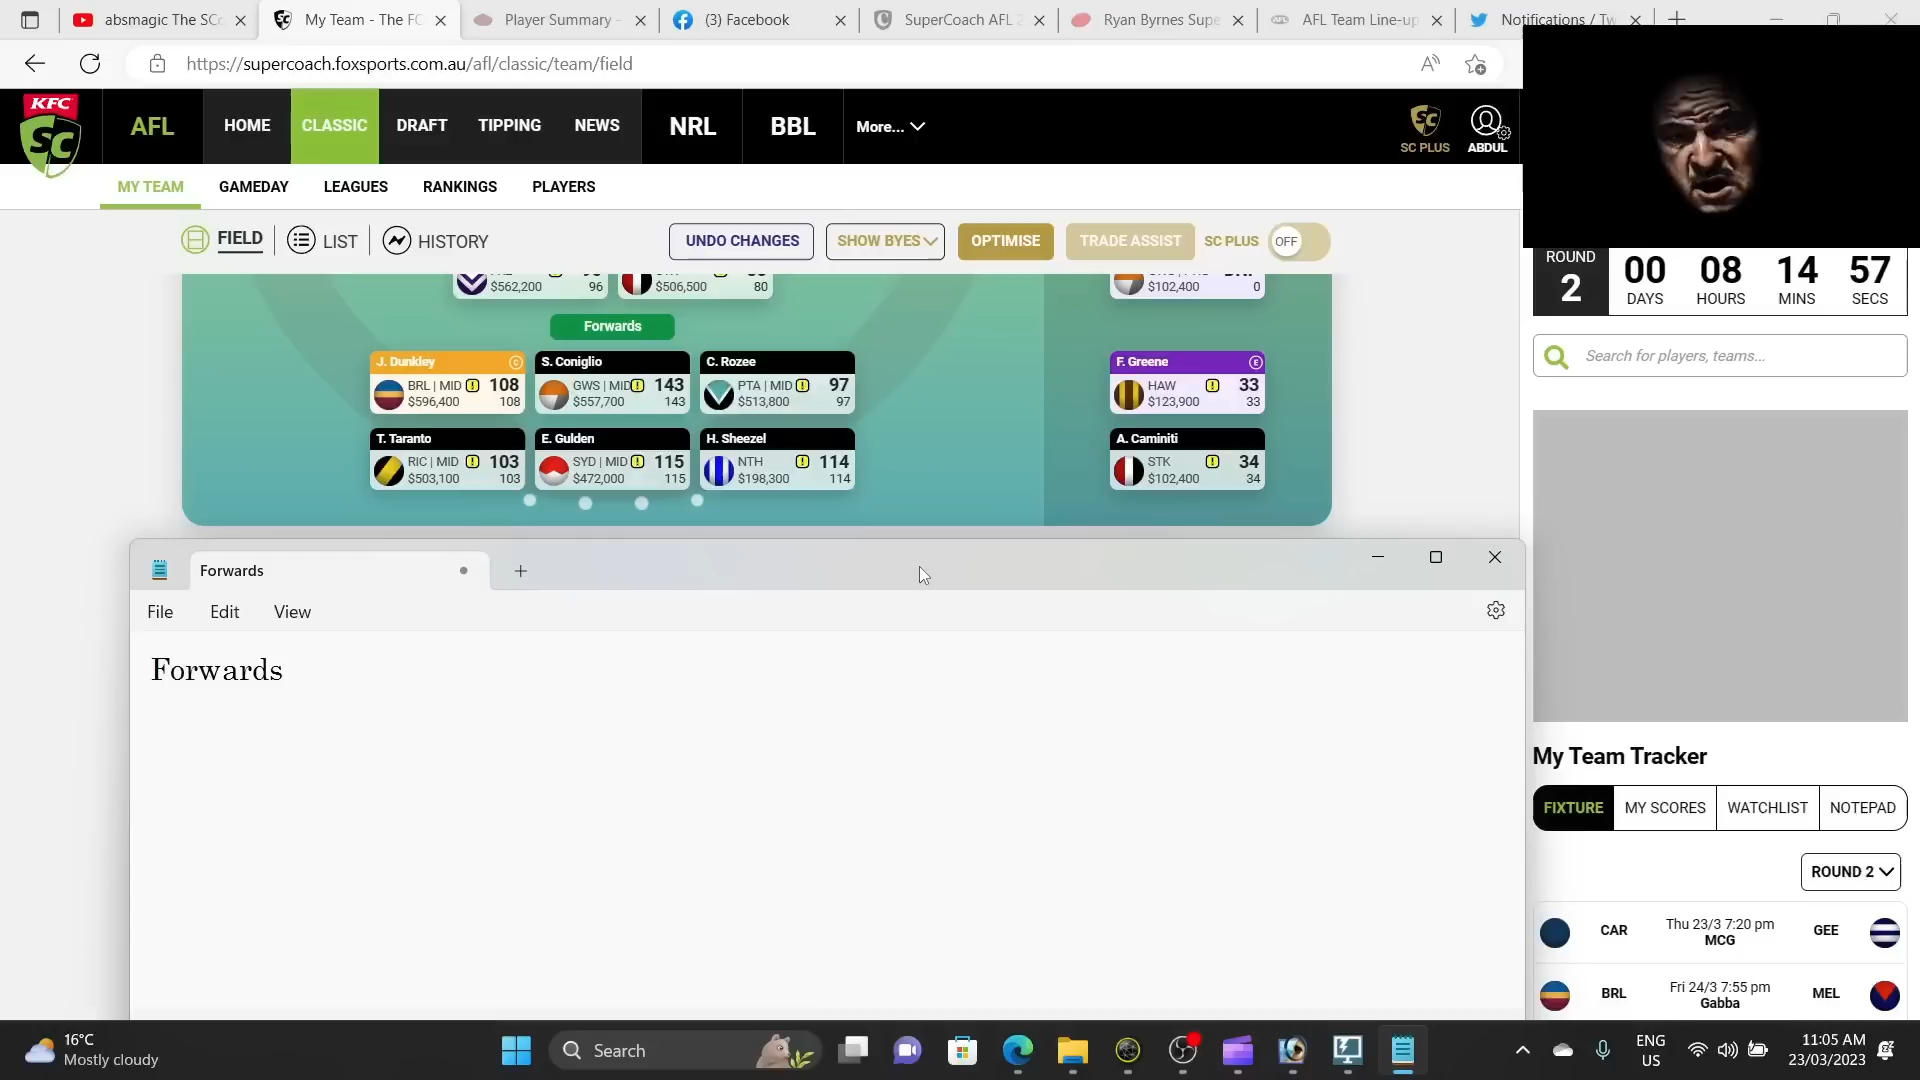 absmagic The SCo
My Team - The FO
Player Summary -
(3) Facebook
SuperCoach AFL 2
Ryan Byrnes Supe
AFL Team Line-up
Notifications / Tw
https://supercoach.foxsports.com.au/afl/classic/team/field
KFC
SC
AFL
HOME
CLASSIC
DRAFT
TIPPING
NEWS
NRL
BBL
More...
SC PLUS
ABDUL
MY TEAM
GAMEDAY
LEAGUES
RANKINGS
PLAYERS
FIELD
LIST
HISTORY
UNDO CHANGES
SHOW BYES
OPTIMISE
TRADE ASSIST
SC PLUS
OFF
ROUND
2
00 08 14 57
DAYS HOURS MINS SECS
Search for players, teams...
$562,200 96
$506,500 80
$102,400 0
Forwards
J. Dunkley C
BRL | MID 108
$596,400 108
S. Coniglio
GWS | MID 143
$557,700 143
C. Rozee
PTA | MID 97
$513,800 97
F. Greene E
HAW 33
$123,900 33
T. Taranto
RIC | MID 103
$503,100 103
E. Gulden
SYD | MID 115
$472,000 115
H. Sheezel
NTH 114
$198,300 114
A. Caminiti
STK 34
$102,400 34
Forwards
File Edit View
Forwards
My Team Tracker
FIXTURE
MY SCORES
WATCHLIST
NOTEPAD
ROUND 2
CAR
Thu 23/3 7:20 pm
MCG
GEE
BRL
Fri 24/3 7:55 pm
Gabba
MEL
16°C
Mostly cloudy
Search
ENG
US
11:05 AM
23/03/2023